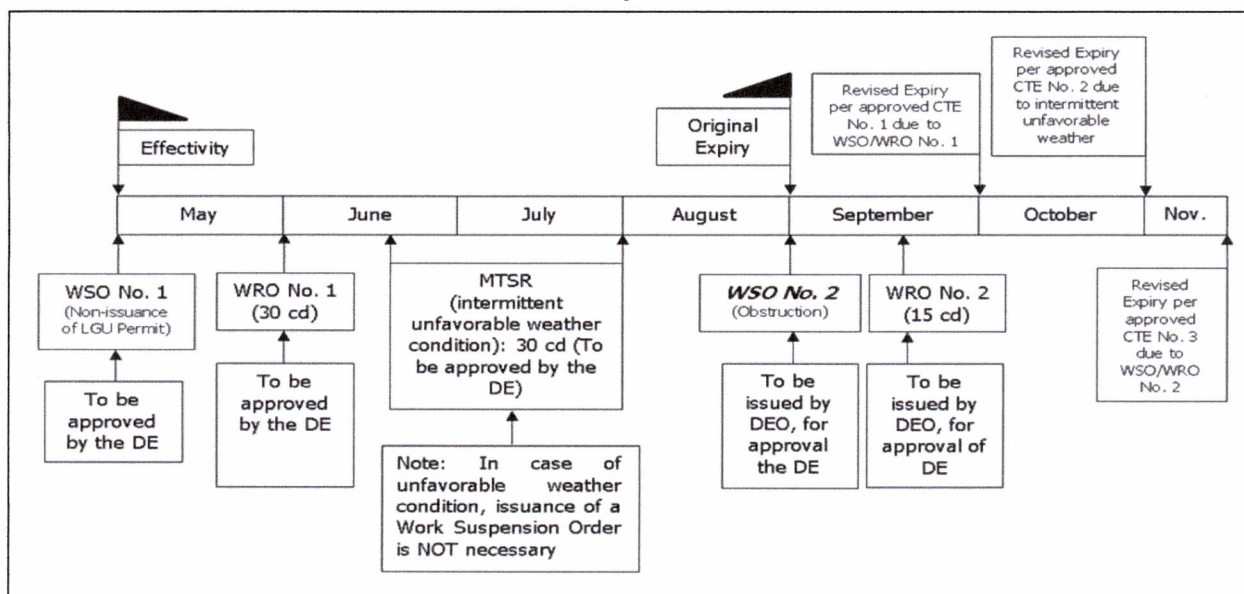 Effectivity
Original
Expiry
Revised Expiry
per approved CTE
No. 1 due to
WSO/WRO No. 1
Revised Expiry
per approved
CTE No. 2 due
to intermittent
unfavorable
weather
May
June
July
August
September
October
Nov.
WSO No. 1
(Non-issuance
of LGU Permit)
To be
approved
by the DE
WRO No. 1
(30 cd)
To be
approved
by the DE
MTSR
(intermittent
unfavorable weather
condition): 30 cd (To
be approved by the
DE)
Note: In case of
unfavorable weather
condition, issuance of a
Work Suspension Order
is NOT necessary
WSO No. 2
(Obstruction)
To be
issued by
DEO, for
approval
the DE
WRO No. 2
(15 cd)
To be
issued by
DEO, for
approval of
DE
Revised
Expiry per
approved
CTE No. 3
due to
WSO/WRO
No. 2